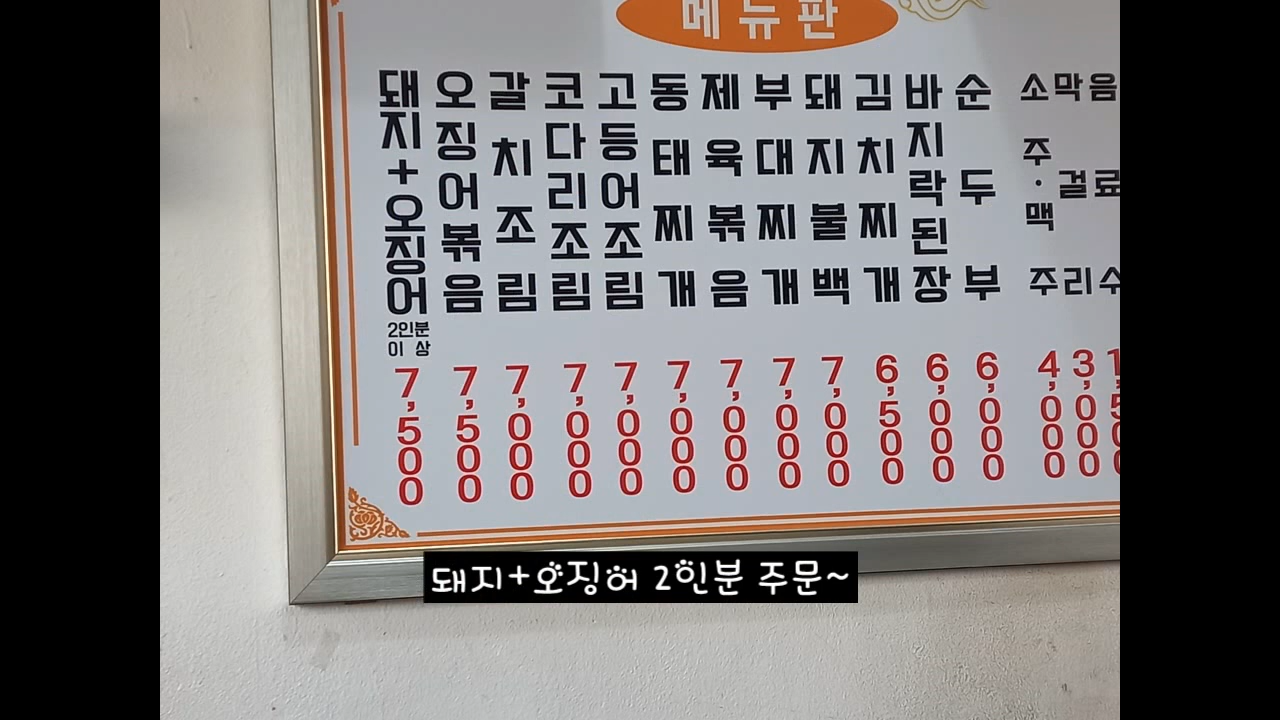 메뉴판
돼지+오징어
2인분
이상
7,500
오징어볶음
7,500
갈치조림
7,000
코다리조림
7,000
고등어조림
7,000
동태찌개
7,000
제육볶음
7,000
부대찌개
7,000
돼지불백
7,000
김치찌개
6,500
바지락된장
6,000
순두부
6,000
소주·맥주
4,000
막걸리
3,000
음료수
돼지+오징어 2인분 주문~